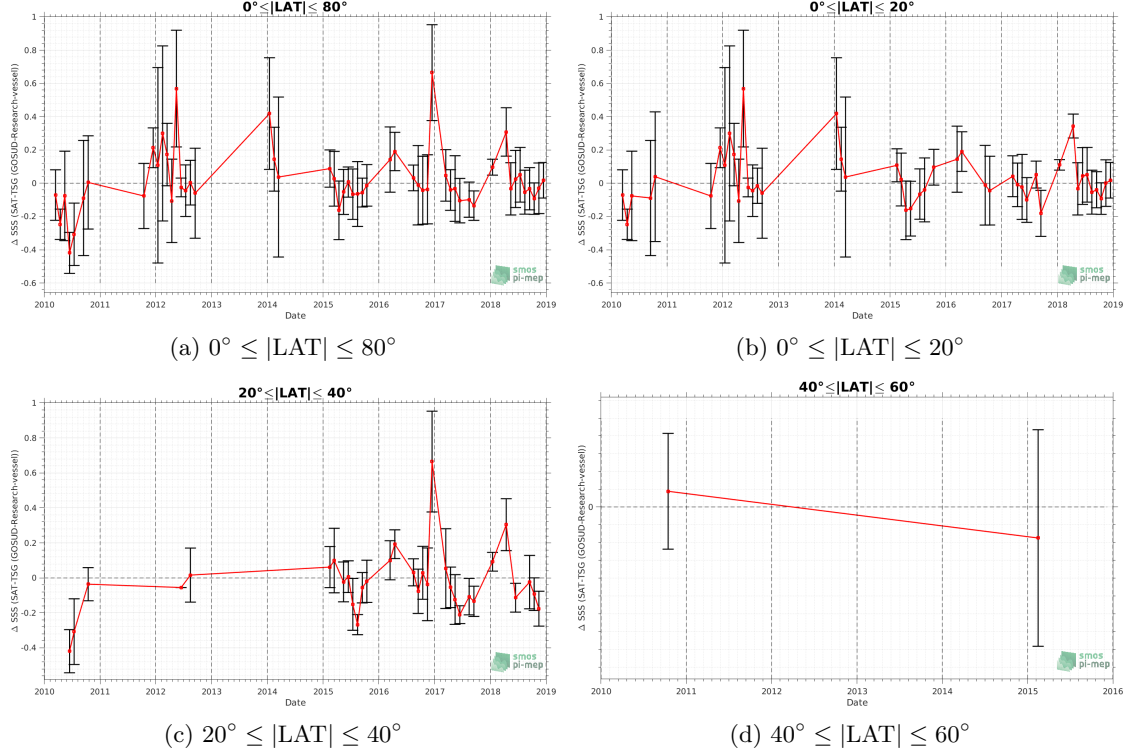 0°≤|LAT|≤ 80°
Δ SSS (SAT-TSG (GOSUD-Research-vessel))
1
0.8
0.6
0.4
0.2
0
-0.2
-0.4
-0.6
2010 2011 2012 2013 2014 2015 2016 2017 2018 2019
Date
smos
pi-mep
(a) 0° ≤ |LAT| ≤ 80°
0°≤|LAT|≤ 20°
Δ SSS (SAT-TSG (GOSUD-Research-vessel))
1
0.8
0.6
0.4
0.2
0
-0.2
-0.4
-0.6
2010 2011 2012 2013 2014 2015 2016 2017 2018 2019
Date
smos
pi-mep
(b) 0° ≤ |LAT| ≤ 20°
20°≤|LAT|≤ 40°
Δ SSS (SAT-TSG (GOSUD-Research-vessel))
1
0.8
0.6
0.4
0.2
0
-0.2
-0.4
2010 2011 2012 2013 2014 2015 2016 2017 2018 2019
Date
smos
pi-mep
(c) 20° ≤ |LAT| ≤ 40°
40°≤|LAT|≤ 60°
Δ SSS (SAT-TSG (GOSUD-Research-vessel))
0
2010 2011 2012 2013 2014 2015 2016
Date
smos
pi-mep
(d) 40° ≤ |LAT| ≤ 60°